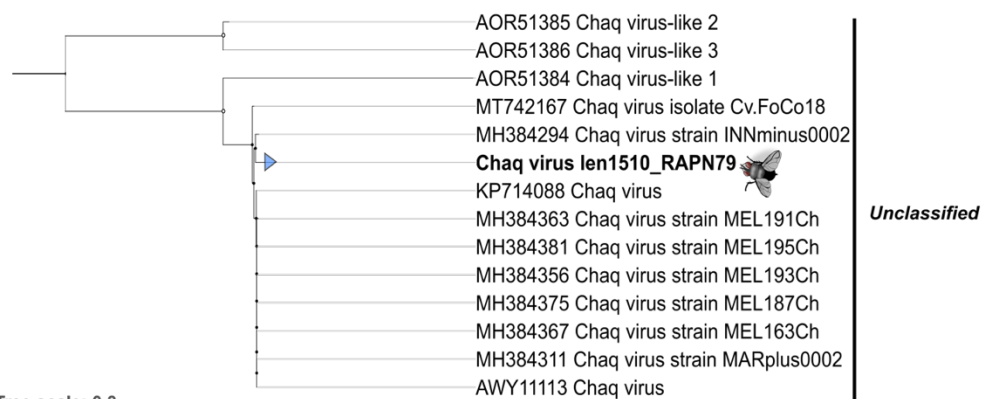 AOR51385 Chaq virus-like 2
AOR51386 Chaq virus-like 3
AOR51384 Chaq virus-like 1
MT742167 Chaq virus isolate Cv.FoCo18
MH384294 Chaq virus strain INNminus0002
Chaq virus len1510_RAPN79
KP714088 Chaq virus
Unclassified
MH384363 Chaq virus strain MEL191Ch
MH384381 Chaq virus strain MEL195Ch
MH384356 Chaq virus strain MEL193Ch
MH384375 Chaq virus strain MEL187Ch
MH384367 Chaq virus strain MEL163Ch
MH384311 Chaq virus strain MARplus0002
AWY11113 Chaq virus